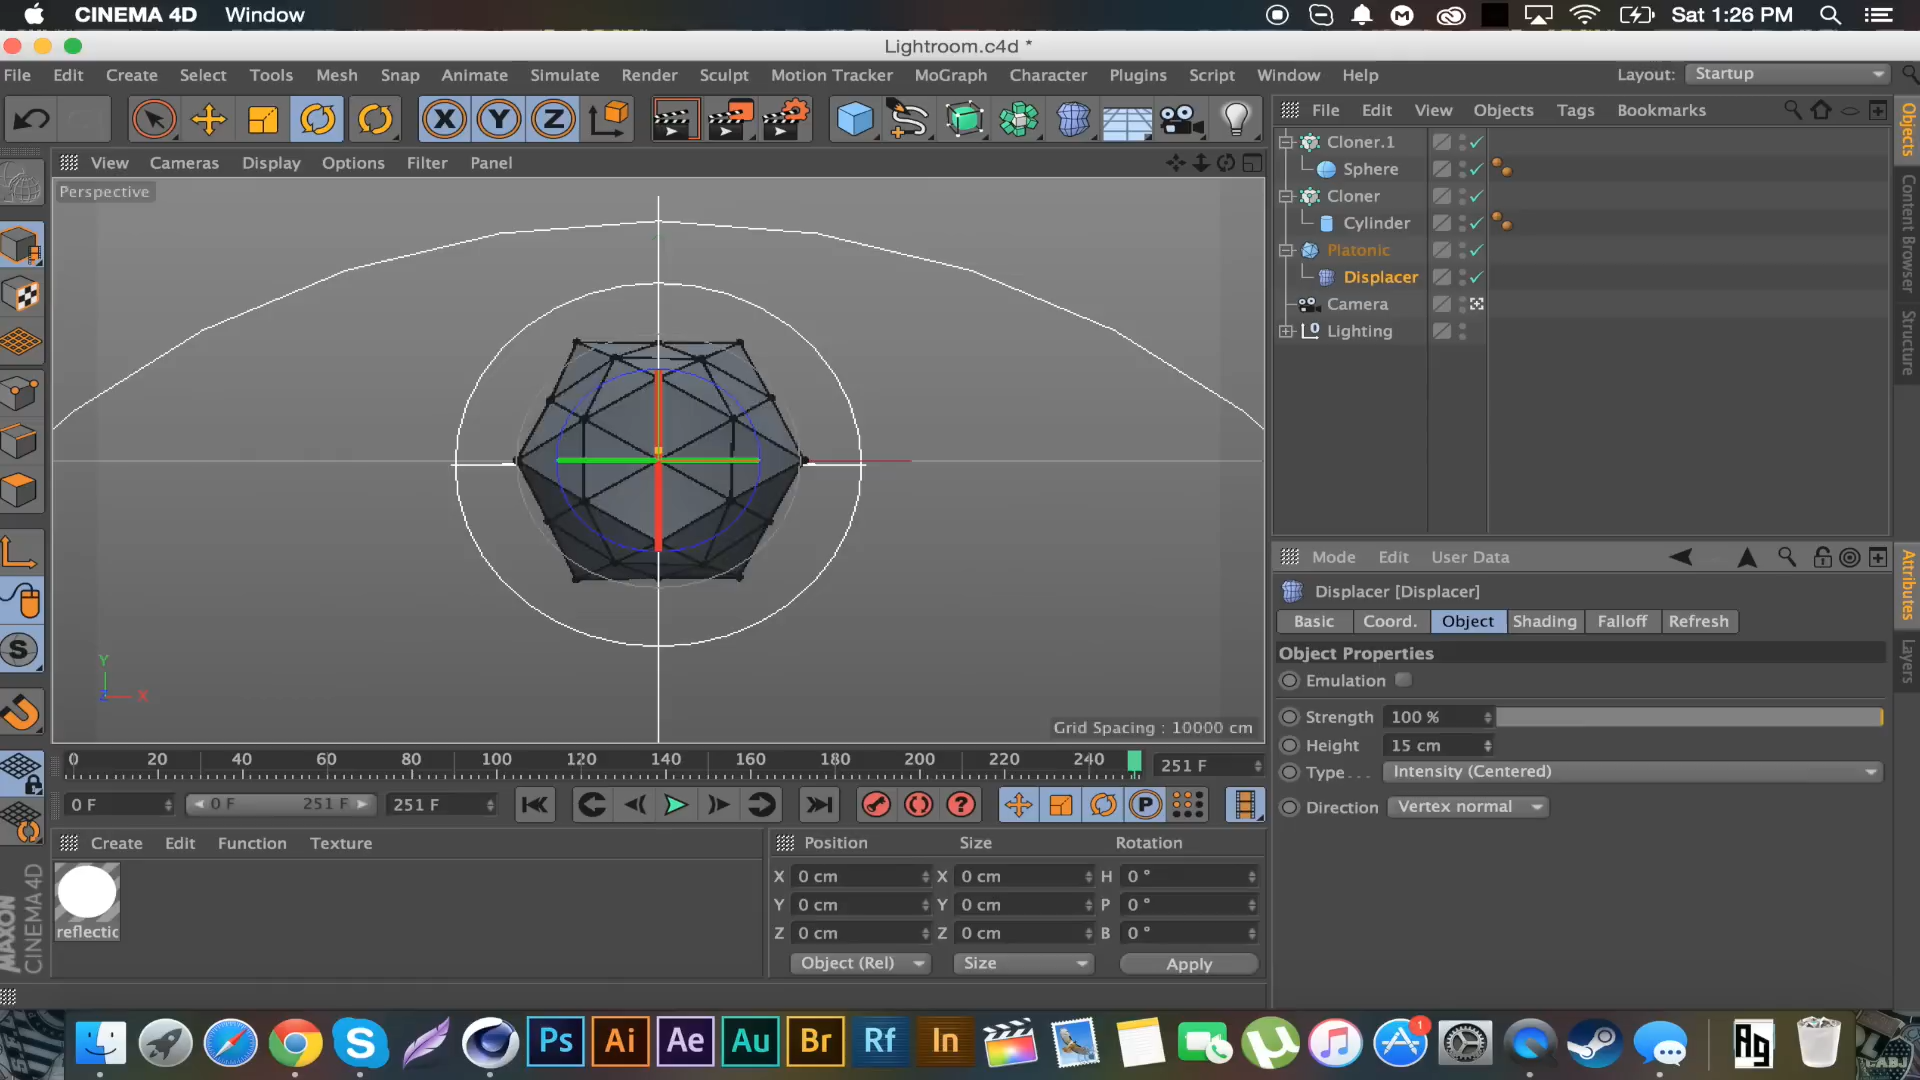 CINEMA 4D Window Sat 1:26 PM
Lightroom.c4d *
File Edit Create Select Tools Mesh Snap Animate Simulate Render Sculpt Motion Tracker MoGraph Character Plugins Script Window Help Layout: Startup
X Y Z
File Edit View Objects Tags Bookmarks
View Cameras Display Options Filter Panel
Perspective
Cloner.1
Sphere
Cloner
Cylinder
Platonic
Displacer
Camera
Lighting
Objects
Content Browser
Structure
Y
Z X
Grid Spacing : 10000 cm
Mode Edit User Data
Displacer [Displacer]
Basic Coord. Object Shading Falloff Refresh
Object Properties
Emulation
Strength 100 %
Height 15 cm
Type . . . Intensity (Centered)
Direction Vertex normal
Attributes
Layers
0 20 40 60 80 100 120 140 160 180 200 220 240 251 F
0 F 0 F 251 F 251 F
P
S
Create Edit Function Texture
reflectic
Position Size Rotation
X 0 cm X 0 cm H 0 °
Y 0 cm Y 0 cm P 0 °
Z 0 cm Z 0 cm B 0 °
Object (Rel) Size Apply
MAXON
CINEMA 4D
Ps Ai Ae Au Br Rf In 1 Ag